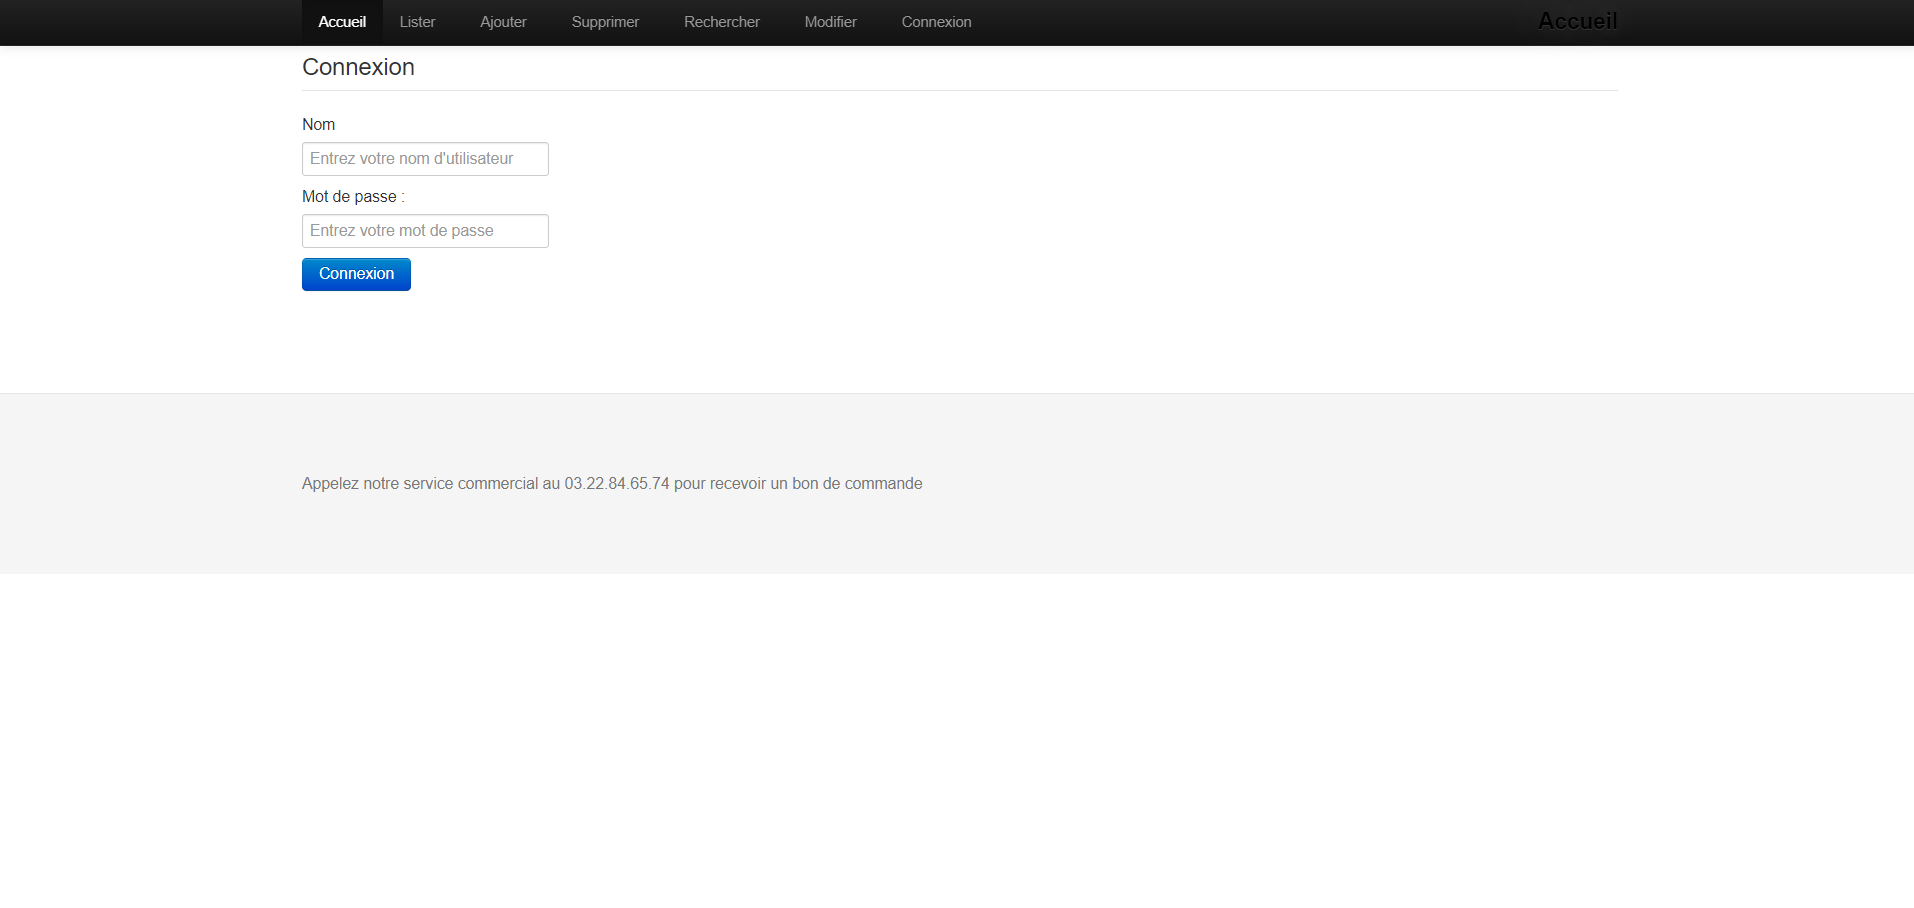 Accueil Lister Ajouter Supprimer Rechercher Modifier Connexion Accueil
Connexion
Nom
Entrez votre nom d'utilisateur
Mot de passe :
Entrez votre mot de passe
Connexion
Appelez notre service commercial au 03.22.84.65.74 pour recevoir un bon de commande